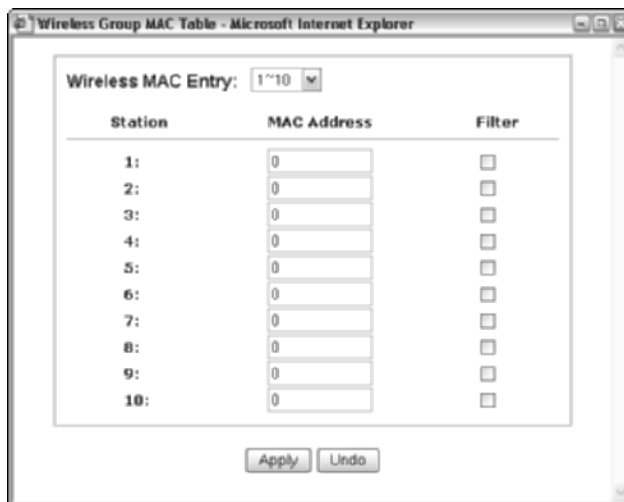 Wireless Group MAC Table - Microsoft Internet Explorer
Wireless MAC Entry: 1~10
Station MAC Address Filter
1: 0
2: 0
3: 0
4: 0
5: 0
6: 0
7: 0
8: 0
9: 0
10: 0
Apply Undo